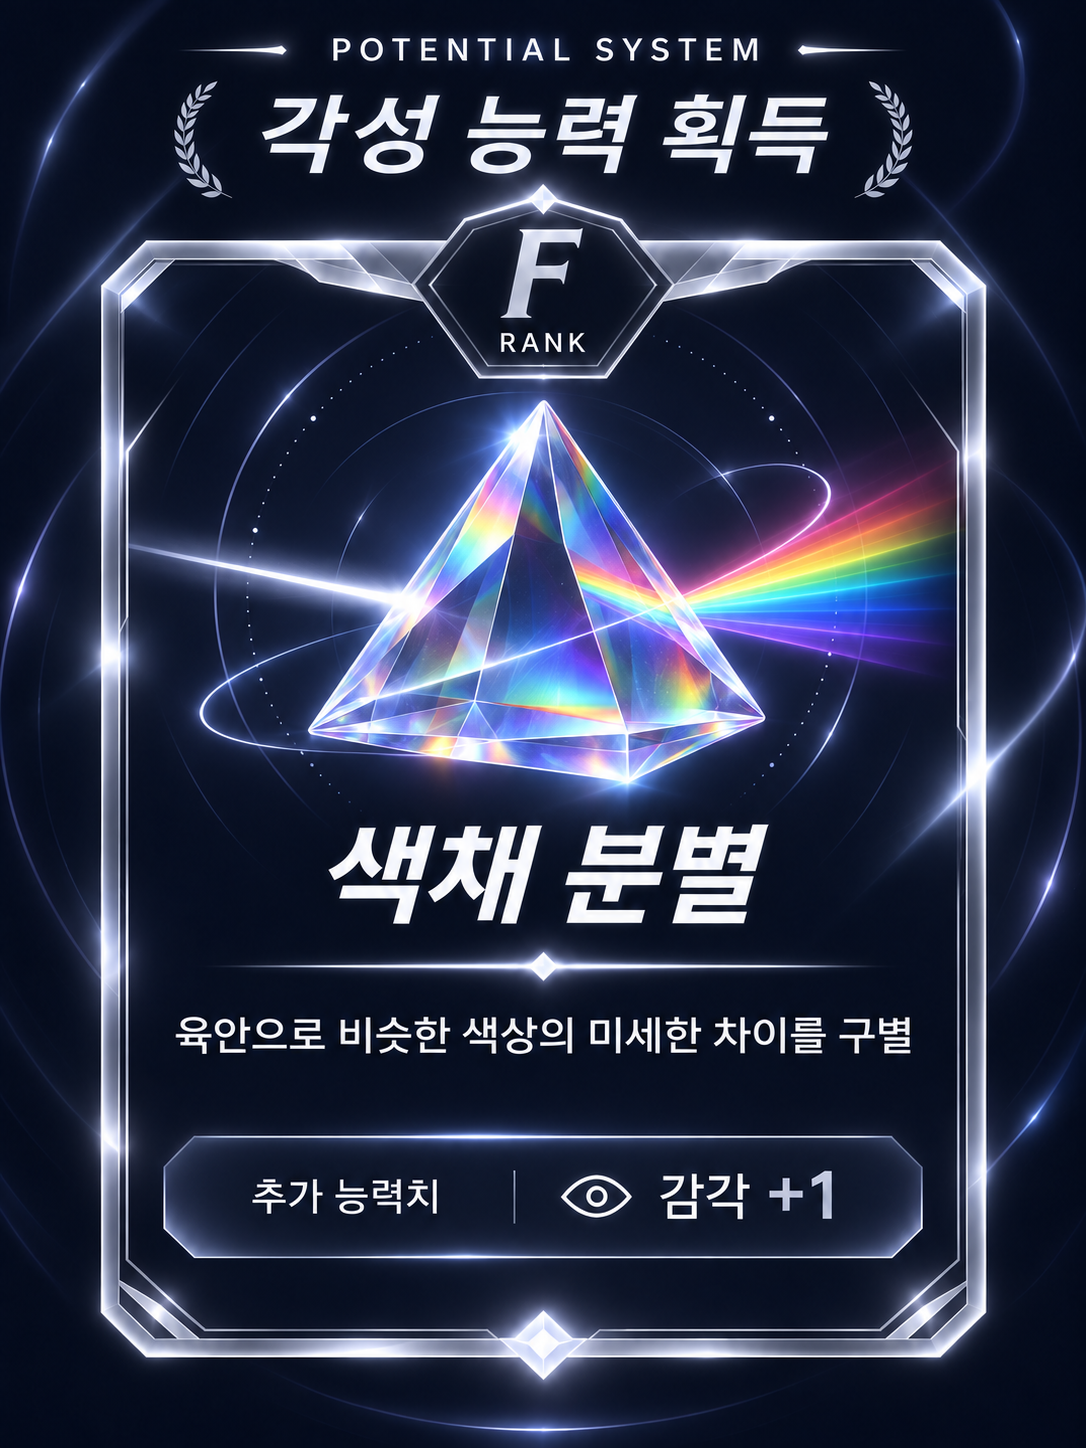 POTENTIAL SYSTEM
각성 능력 획득
F
RANK
색채 분별
육안으로 비슷한 색상의 미세한 차이를 구별
추가 능력치
감각 +1